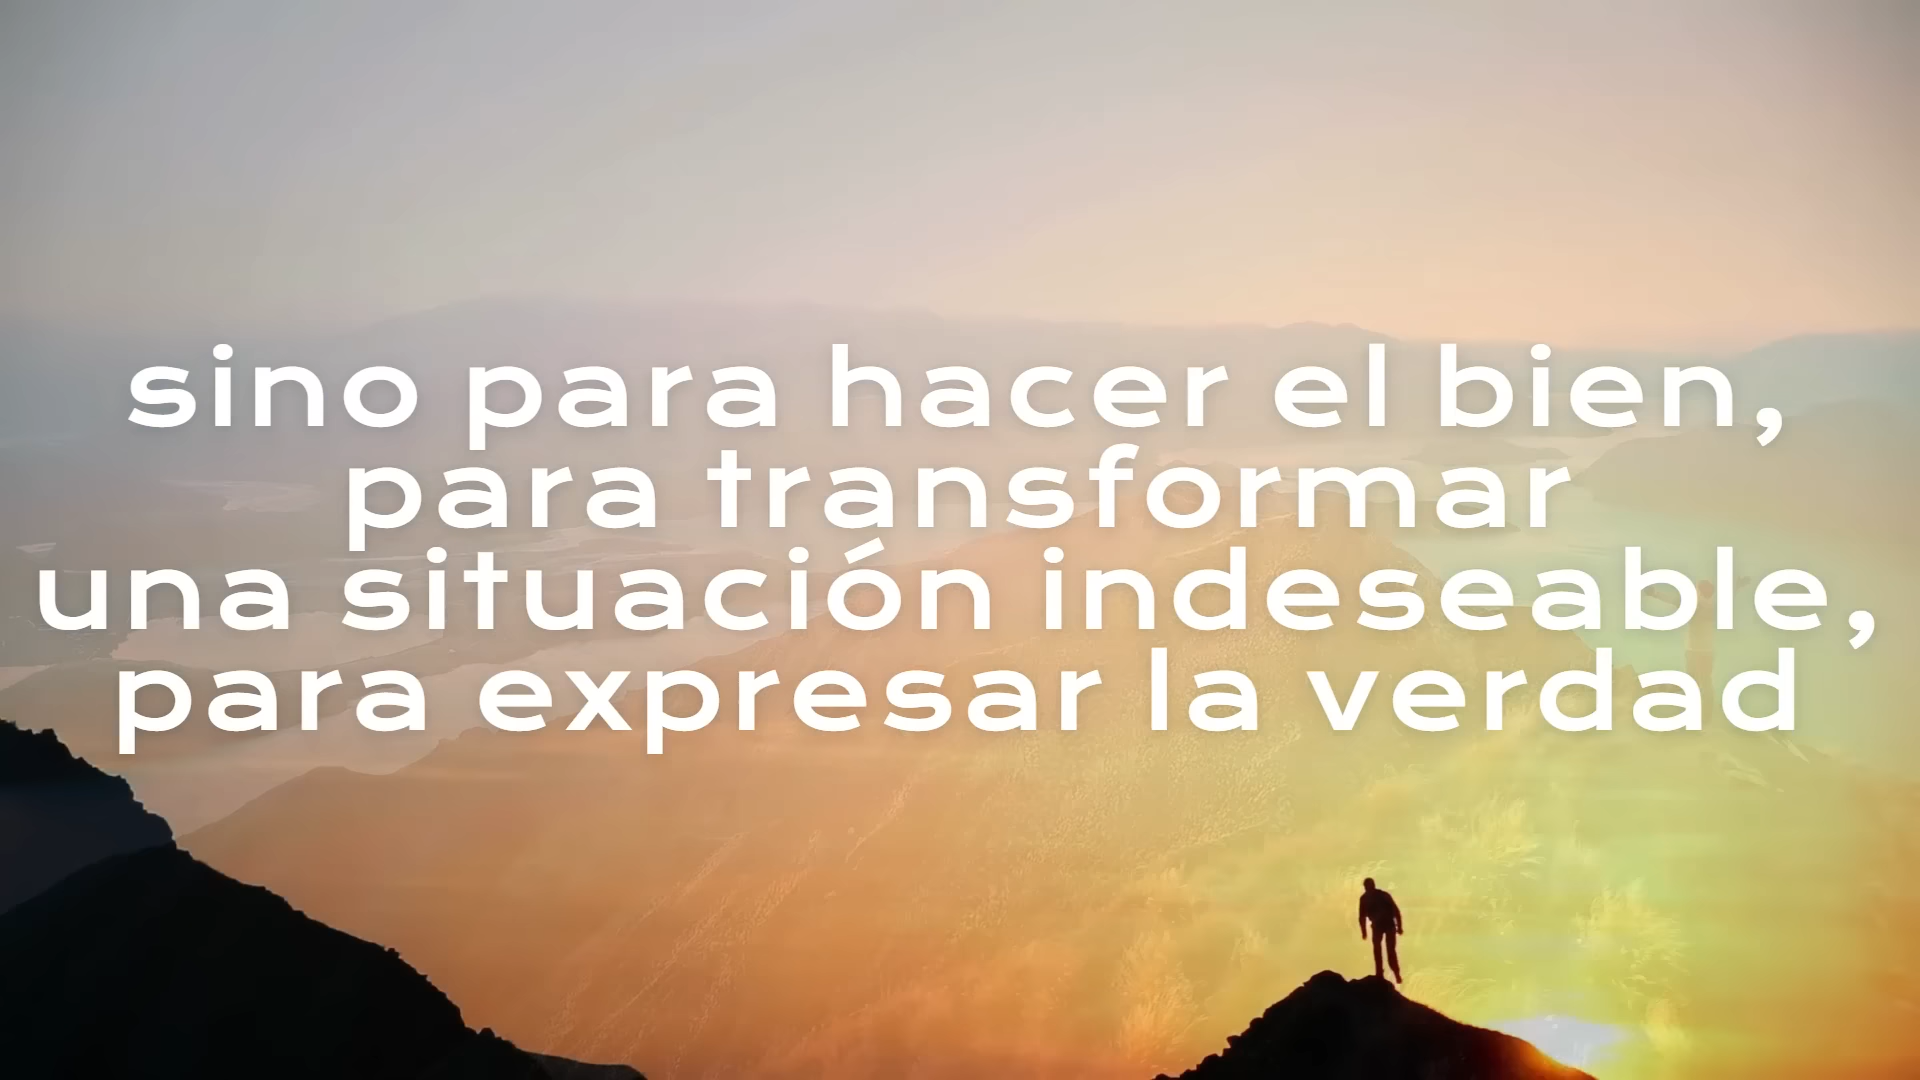 sino para hacer el bien,
para transformar
una situación indeseable,
para expresar la verdad